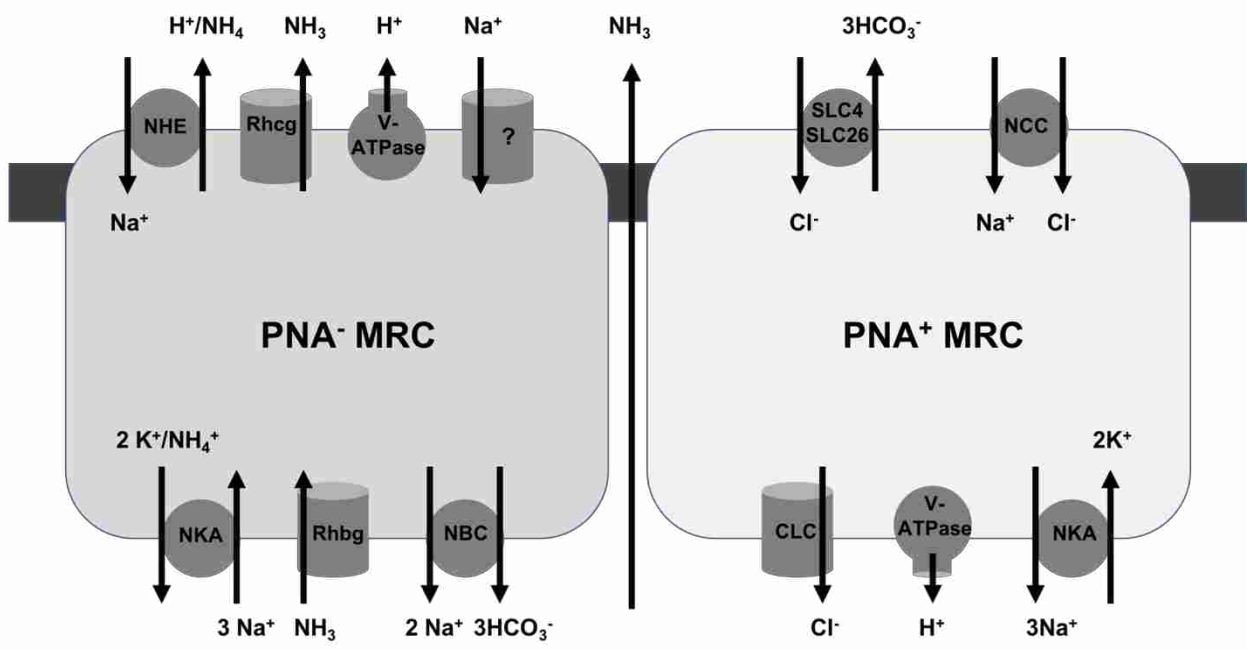 H⁺/NH₄ NH₃ H⁺ Na⁺ NH₃ 3HCO₃⁻
NHE Rhcg V-ATPase ? SLC4 SLC26 NCC
Na⁺ Cl⁻ Na⁺ Cl⁻
PNA⁻ MRC PNA⁺ MRC
2 K⁺/NH₄⁺ 2K⁺
NKA Rhbg NBC CLC V-ATPase NKA
3 Na⁺ NH₃ 2 Na⁺ 3HCO₃⁻ Cl⁻ H⁺ 3Na⁺